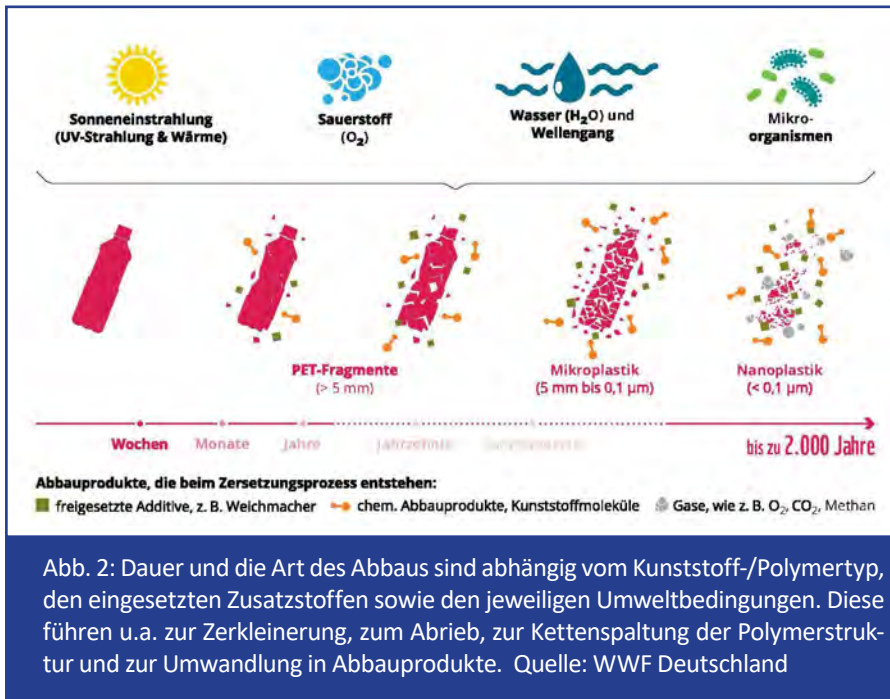 Sonneneinstrahlung
(UV-Strahlung & Wärme)
Sauerstoff
(O₂)
Wasser (H₂O) und
Wellengang
Mikro-
organismen
PET-Fragmente
(> 5 mm)
Mikroplastik
(5 mm bis 0,1 µm)
Nanoplastik
(< 0,1 µm)
Wochen Monate Jahre Jahrzehnte bis zu 2.000 Jahre
Abbauprodukte, die beim Zersetzungsprozess entstehen:
freigesetzte Additive, z. B. Weichmacher chem. Abbauprodukte, Kunststoffmoleküle Gase, wie z. B. O₂, CO₂, Methan
Abb. 2: Dauer und die Art des Abbaus sind abhängig vom Kunststoff-/Polymertyp,
den eingesetzten Zusatzstoffen sowie den jeweiligen Umweltbedingungen. Diese
führen u.a. zur Zerkleinerung, zum Abrieb, zur Kettenspaltung der Polymerstruk-
tur und zur Umwandlung in Abbauprodukte. Quelle: WWF Deutschland